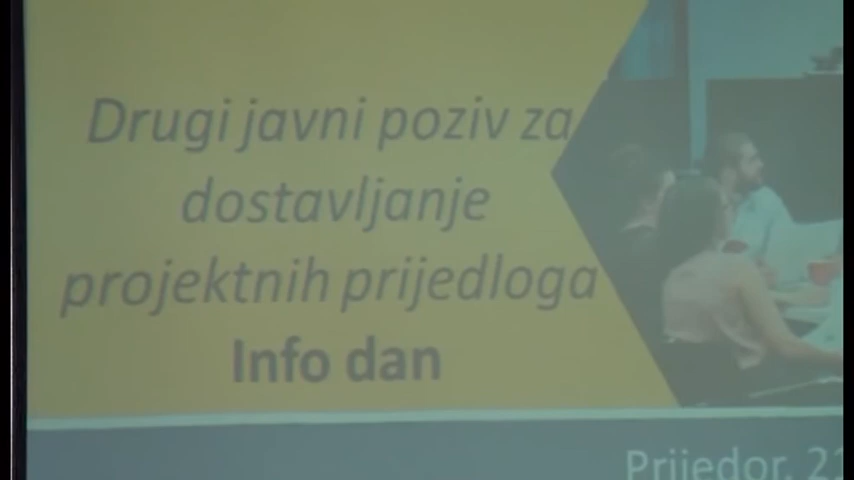 Drugi javni poziv za
dostavljanje
projektnih prijedloga
Info dan
Prijedor,